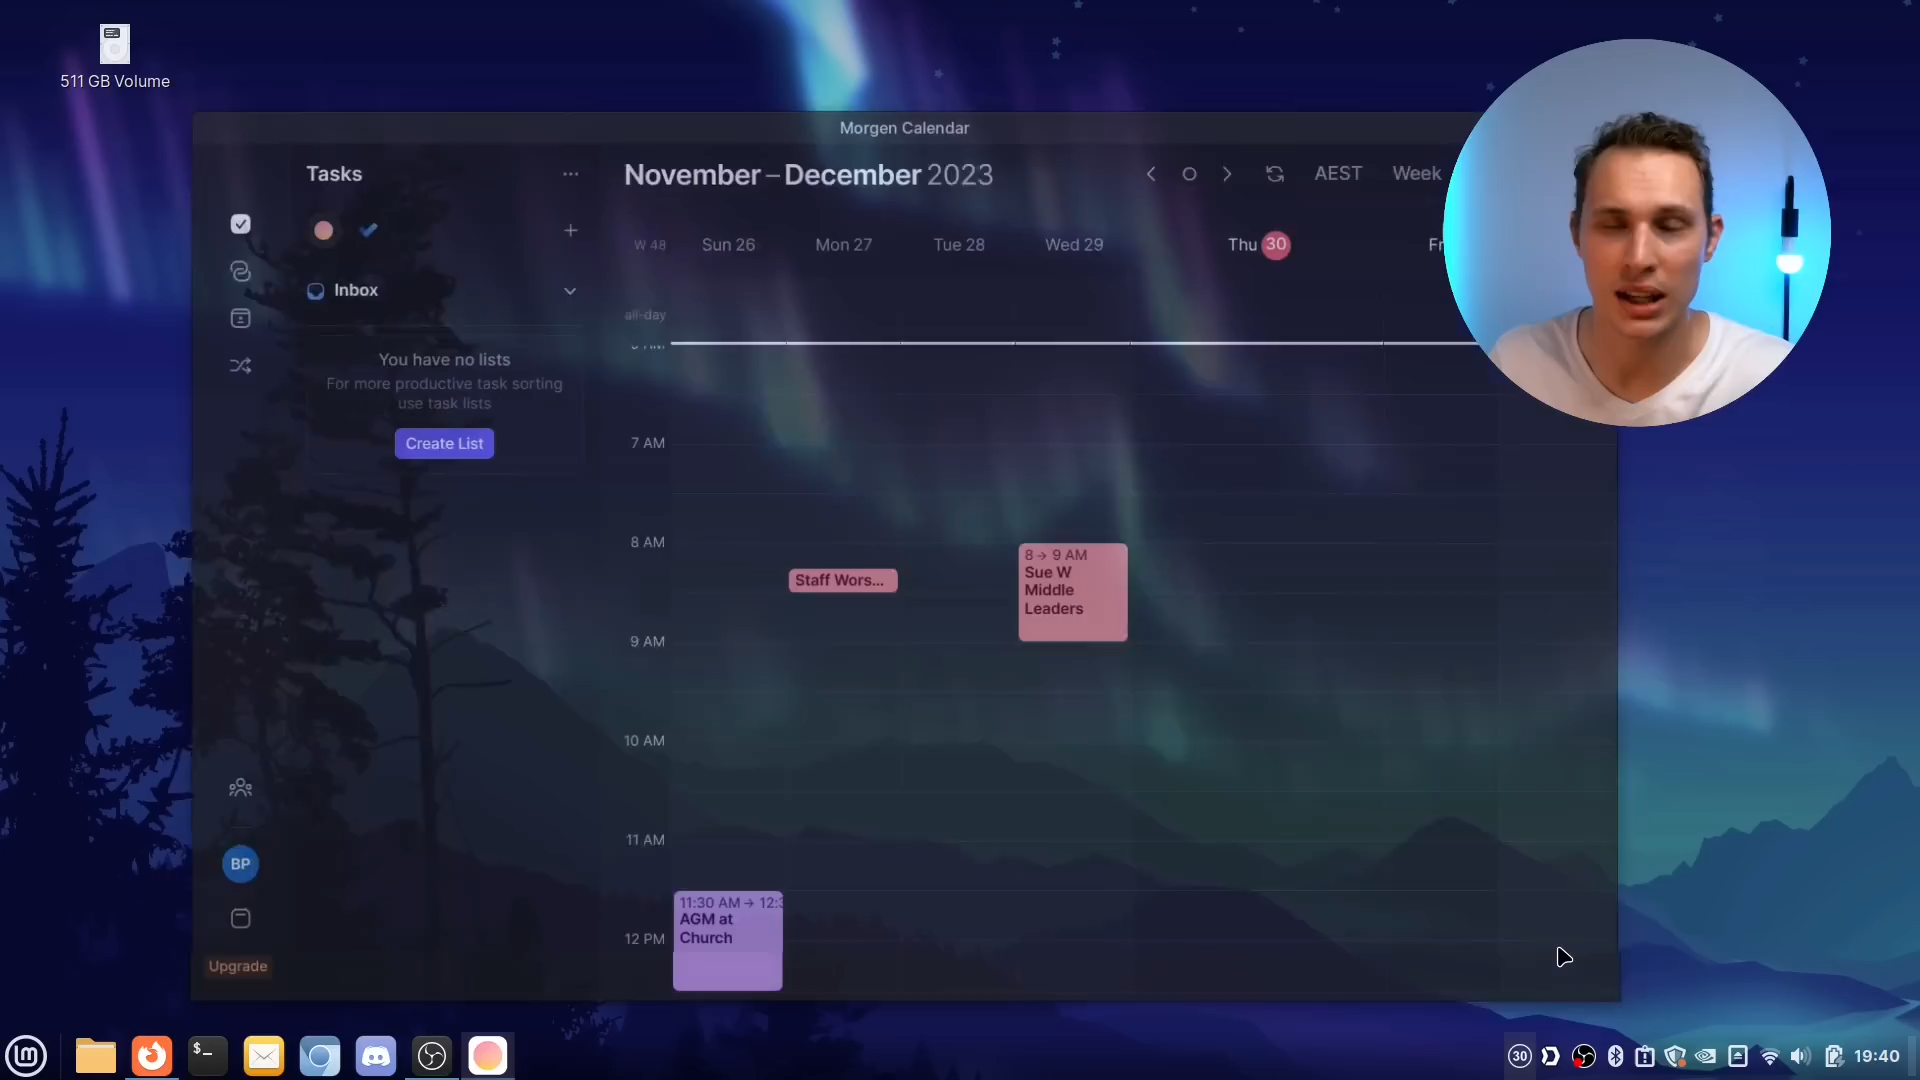 511 GB Volume
Morgen Calendar
Tasks
November – December 2023
AEST
Week
W 48
Sun 26
Mon 27
Tue 28
Wed 29
Thu 30
Fr
Inbox
all-day
You have no lists
For more productive task sorting
use task lists
Create List
7 AM
8 AM
8 → 9 AM
Sue W
Middle
Leaders
Staff Wors...
9 AM
10 AM
11 AM
BP
11:30 AM → 12:3
AGM at
Church
12 PM
Upgrade
$-
30
19:40